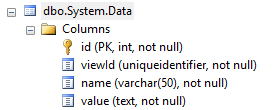 dbo.System.Data
Columns
id (PK, int, not null)
viewId (uniqueidentifier, not null)
name (varchar(50), not null)
value (text, not null)